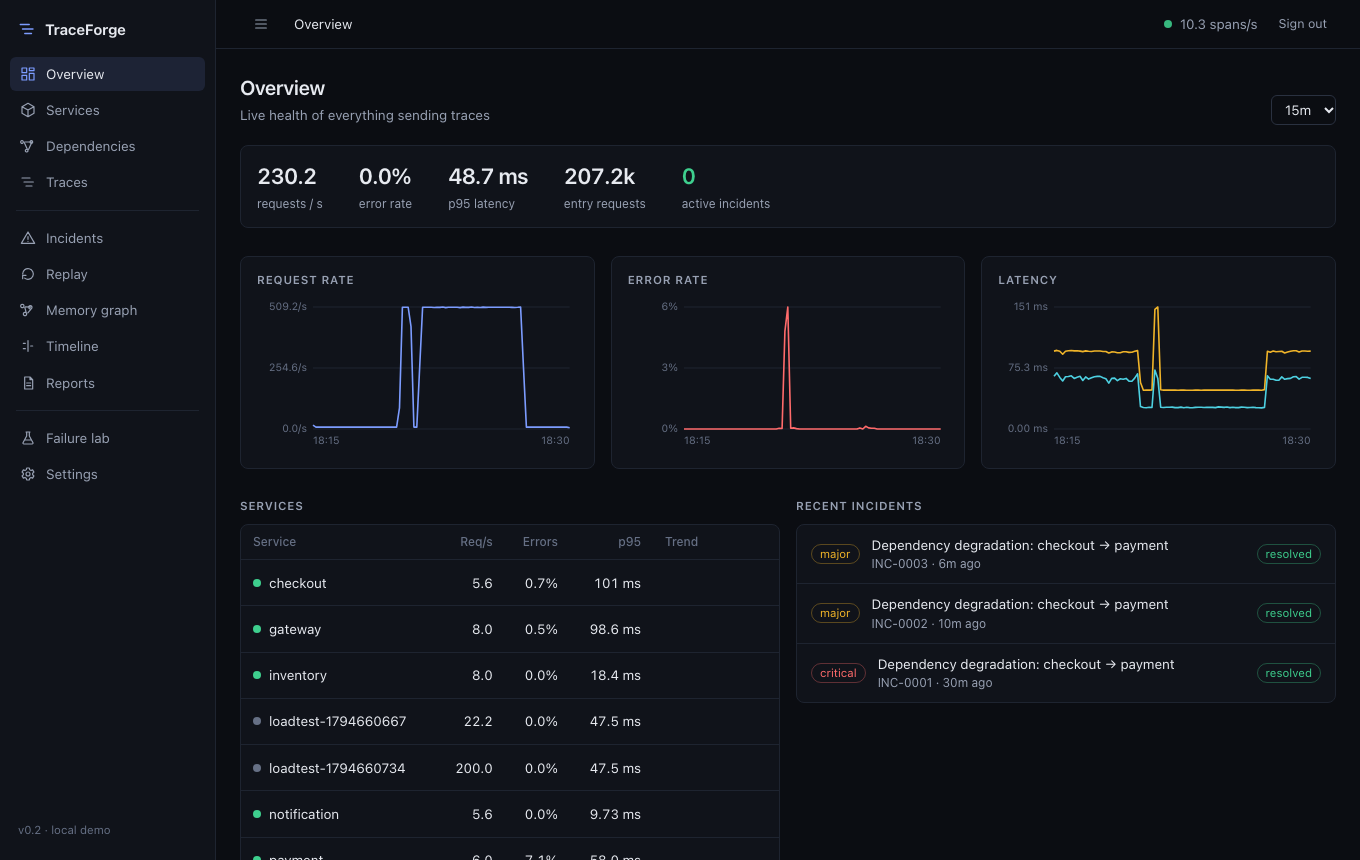 TraceForge
Overview
Services
Dependencies
Traces
Incidents
Replay
Memory graph
Timeline
Reports
Failure lab
Settings
v0.2 · local demo
Overview
10.3 spans/s
Sign out
Overview
Live health of everything sending traces
15m
230.2
requests / s
0.0%
error rate
48.7 ms
p95 latency
207.2k
entry requests
0
active incidents
REQUEST RATE
509.2/s
254.6/s
0.0/s
18:15 18:30
ERROR RATE
6%
3%
0%
18:15 18:30
LATENCY
151 ms
75.3 ms
0.00 ms
18:15 18:30
SERVICES
Service Req/s Errors p95 Trend
checkout 5.6 0.7% 101 ms
gateway 8.0 0.5% 98.6 ms
inventory 8.0 0.0% 18.4 ms
loadtest-1794660667 22.2 0.0% 47.5 ms
loadtest-1794660734 200.0 0.0% 47.5 ms
notification 5.6 0.0% 9.73 ms
payment 6.0 7.1% 58.0 ms
RECENT INCIDENTS
major
Dependency degradation: checkout → payment
INC-0003 · 6m ago
resolved
major
Dependency degradation: checkout → payment
INC-0002 · 10m ago
resolved
critical
Dependency degradation: checkout → payment
INC-0001 · 30m ago
resolved